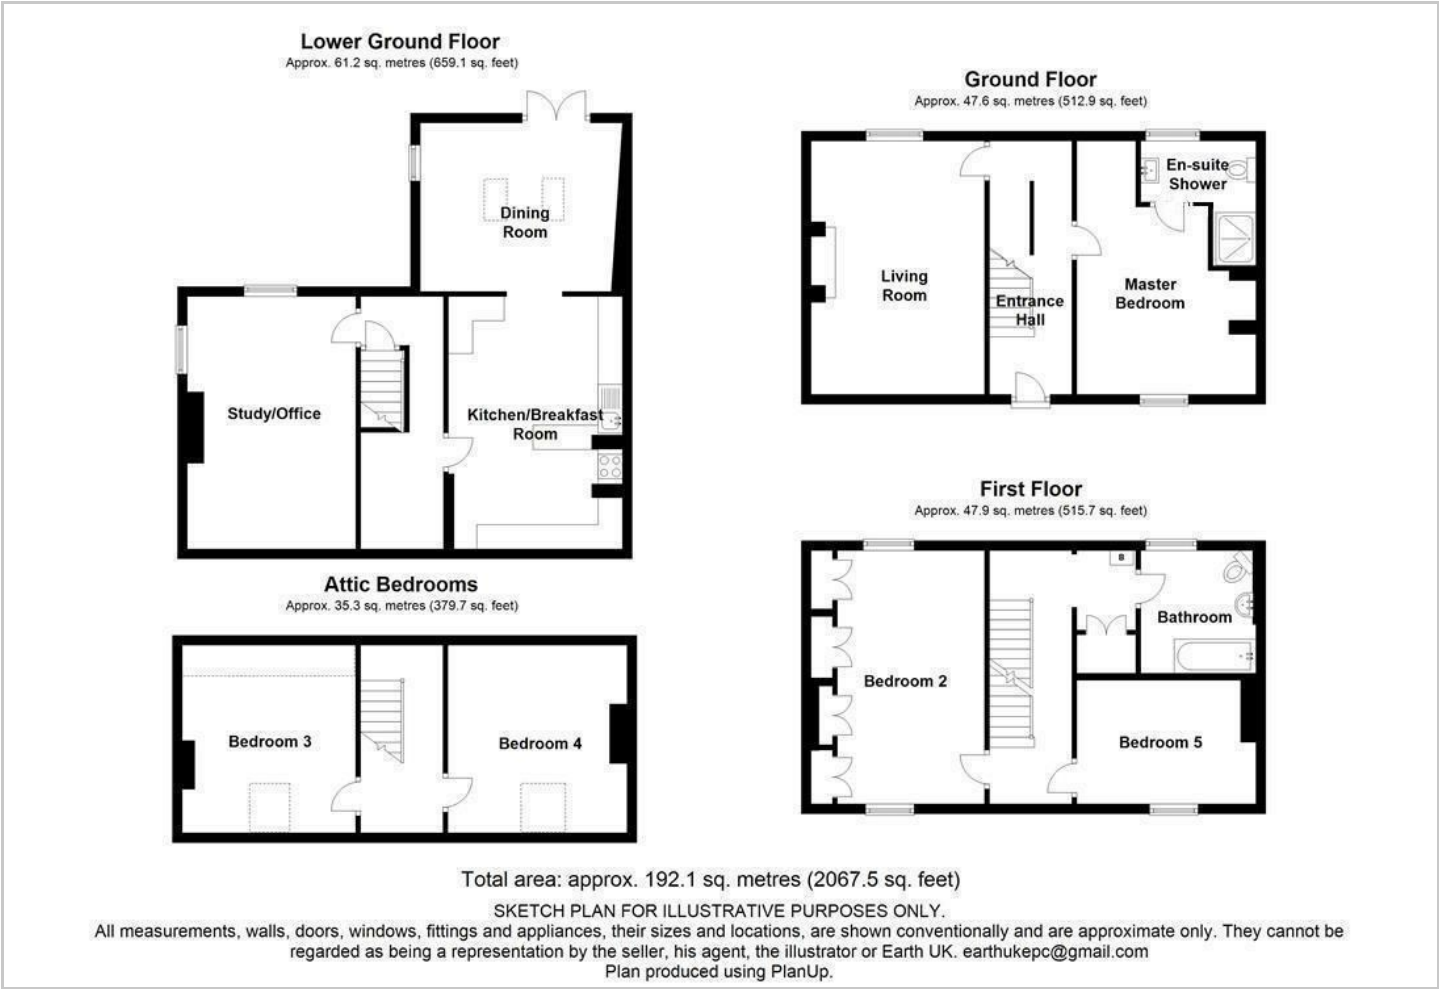 Lower Ground Floor
Approx. 61.2 sq. metres (659.1 sq. feet)
Dining
Room
Study/Office
Kitchen/Breakfast
Room
Ground Floor
Approx. 47.6 sq. metres (512.9 sq. feet)
En-suite
Shower
Living
Room
Entrance
Hall
Master
Bedroom
Attic Bedrooms
Approx. 35.3 sq. metres (379.7 sq. feet)
Bedroom 3
Bedroom 4
First Floor
Approx. 47.9 sq. metres (515.7 sq. feet)
B
Bathroom
Bedroom 2
Bedroom 5
Total area: approx. 192.1 sq. metres (2067.5 sq. feet)
SKETCH PLAN FOR ILLUSTRATIVE PURPOSES ONLY.
All measurements, walls, doors, windows, fittings and appliances, their sizes and locations, are shown conventionally and are approximate only. They cannot be
regarded as being a representation by the seller, his agent, the illustrator or Earth UK. earthukepc@gmail.com
Plan produced using PlanUp.